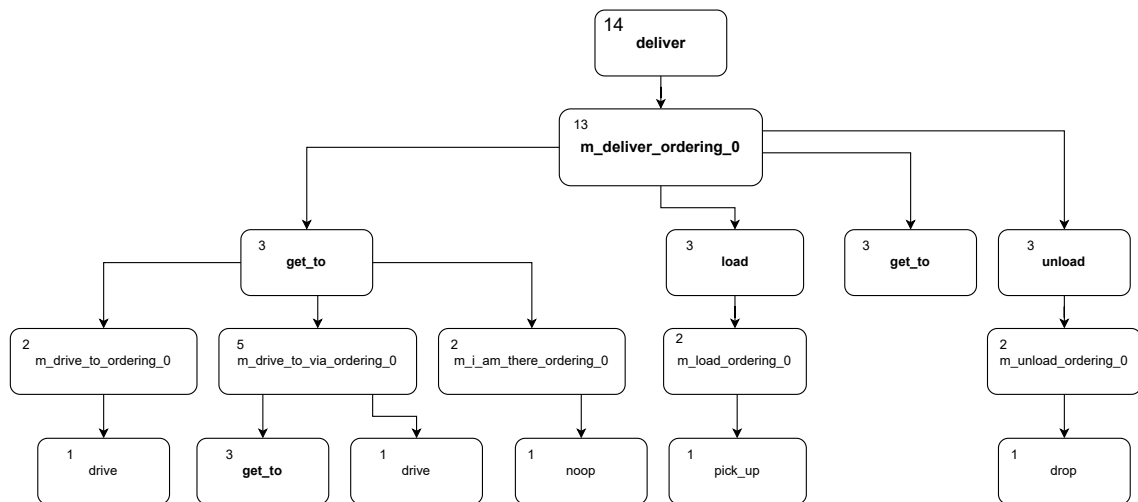 14
deliver
13
m_deliver_ordering_0
3
get_to
3
load
3
get_to
3
unload
2
m_drive_to_ordering_0
5
m_drive_to_via_ordering_0
2
m_i_am_there_ordering_0
2
m_load_ordering_0
2
m_unload_ordering_0
1
drive
3
get_to
1
drive
1
noop
1
pick_up
1
drop